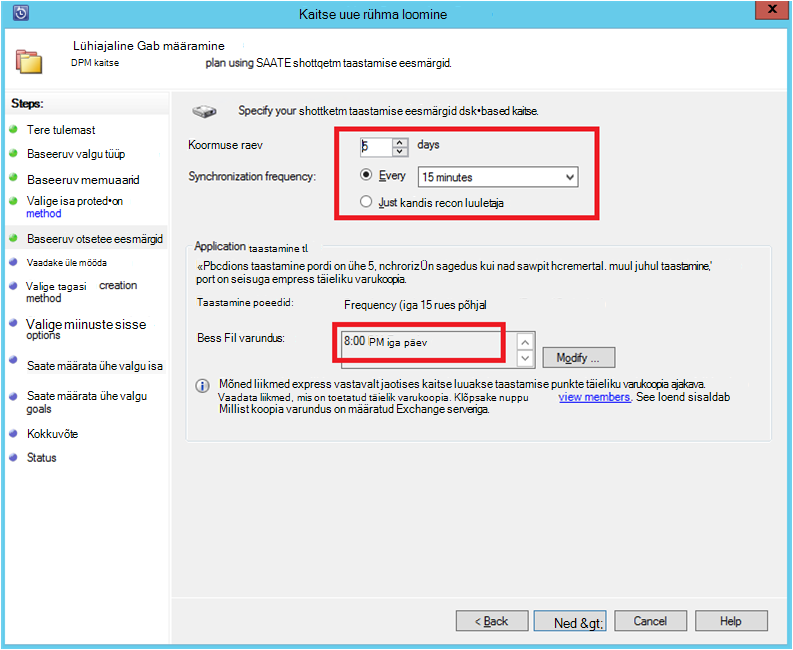 Kaitse uue rühma loomine
X
Lühiajaline Gab määramine
DPM kaitse plan using SAATE shottqetm taastamise eesmärgid.
Steps:
Tere tulemast
Baseeruv valgu tüüp
Baseeruv memuaarid
Valige isa proted•on
method
Baseeruv otsetee eesmärgid
Vaadake üle mööda
Valige tagasi creation
method
Valige miinuste sisse
options
Saate määrata ühe valgu isa
Saate määrata ühe valgu
goals
Kokkuvõte
Status
Specify your shottketm taastamise eesmärgid dsk•based kaitse.
Koormuse raev 5 days
Synchronization frequency: Every 15 minutes
Just kandis recon luuletaja
Application taastamine tl
«Pbcdions taastamine pordi on ühe 5, nchrorizÜn sagedus kui nad sawpit hcremertal. muul juhul taastamine,'
port on seisuga empress täieliku varukoopia.
Taastamine poeedid: Frequency (iga 15 rues põhjal
Bess Fil varundus: 8:00 PM iga päev
Modify ...
Mõned liikmed express vastavalt jaotises kaitse luuakse taastamise punkte täieliku varukoopia ajakava.
Vaadata liikmed, mis on toetatud täielik varukoopia. Klõpsake nuppu view members. See loend sisaldab
Millist koopia varundus on määratud Exchange serveriga.
< Back Ned &gt; Cancel Help